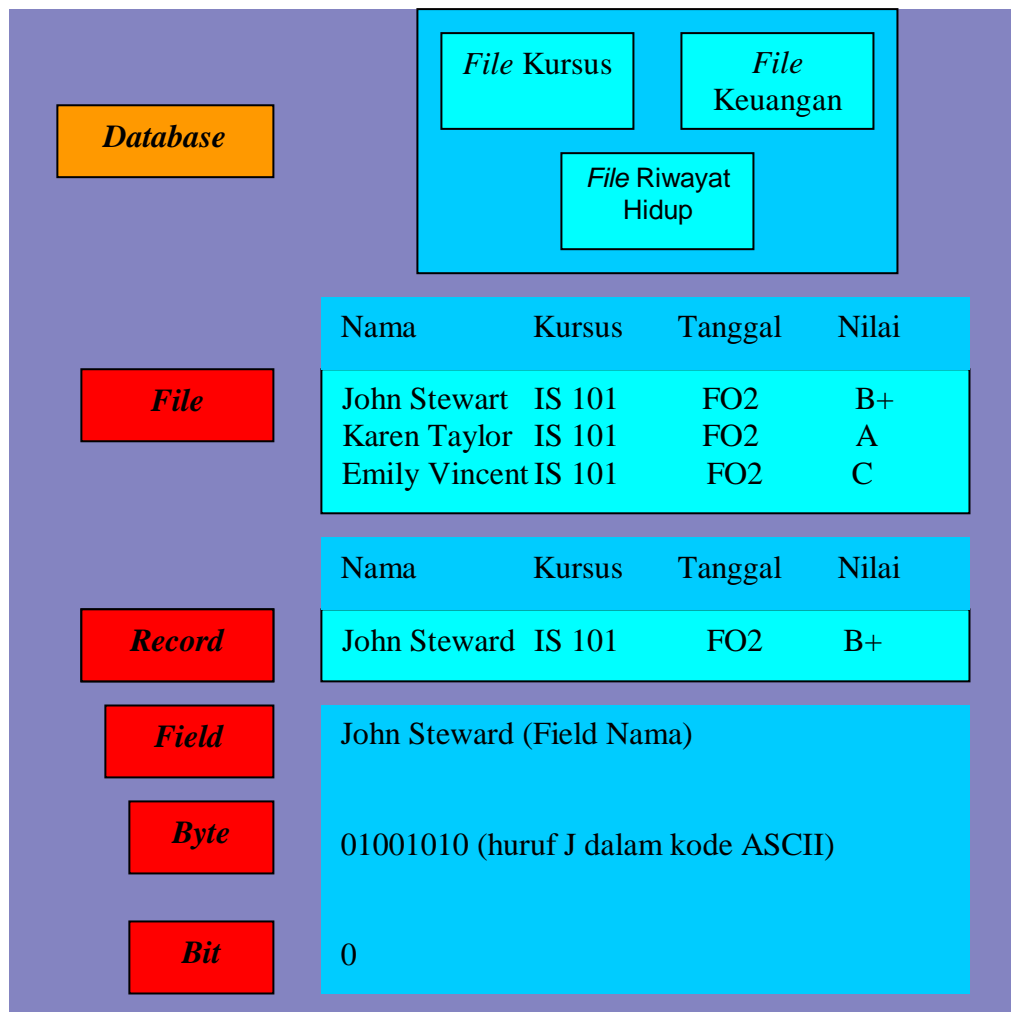 Database
File Kursus
File
Keuangan
File Riwayat
Hidup
File
Nama Kursus Tanggal Nilai
John Stewart IS 101 FO2 B+
Karen Taylor IS 101 FO2 A
Emily Vincent IS 101 FO2 C
Record
Nama Kursus Tanggal Nilai
John Steward IS 101 FO2 B+
Field
John Steward (Field Nama)
Byte
01001010 (huruf J dalam kode ASCII)
Bit
0